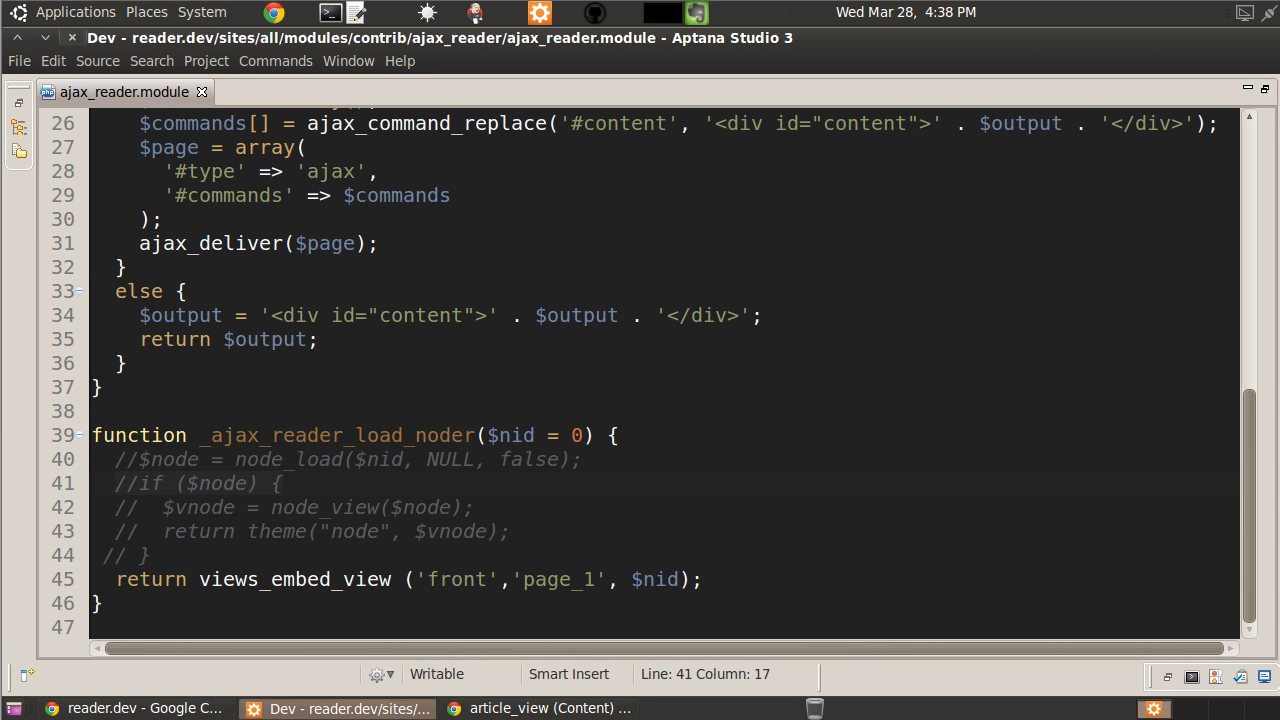 Applications Places System Wed Mar 28, 4:38 PM
Dev - reader.dev/sites/all/modules/contrib/ajax_reader/ajax_reader.module - Aptana Studio 3
File Edit Source Search Project Commands Window Help
ajax_reader.module
26 $commands[] = ajax_command_replace('#content', '<div id="content">' . $output . '</div>');
27 $page = array(
28 '#type' => 'ajax',
29 '#commands' => $commands
30 );
31 ajax_deliver($page);
32 }
33 else {
34 $output = '<div id="content">' . $output . '</div>';
35 return $output;
36 }
37 }
38
39 function _ajax_reader_load_noder($nid = 0) {
40 //$node = node_load($nid, NULL, false);
41 //if ($node) {
42 //  $vnode = node_view($node);
43 //  return theme("node", $vnode);
44 // }
45 return views_embed_view ('front','page_1', $nid);
46 }
47
Writable Smart Insert Line: 41 Column: 17
reader.dev - Google C... Dev - reader.dev/sites/... article_view (Content) ...